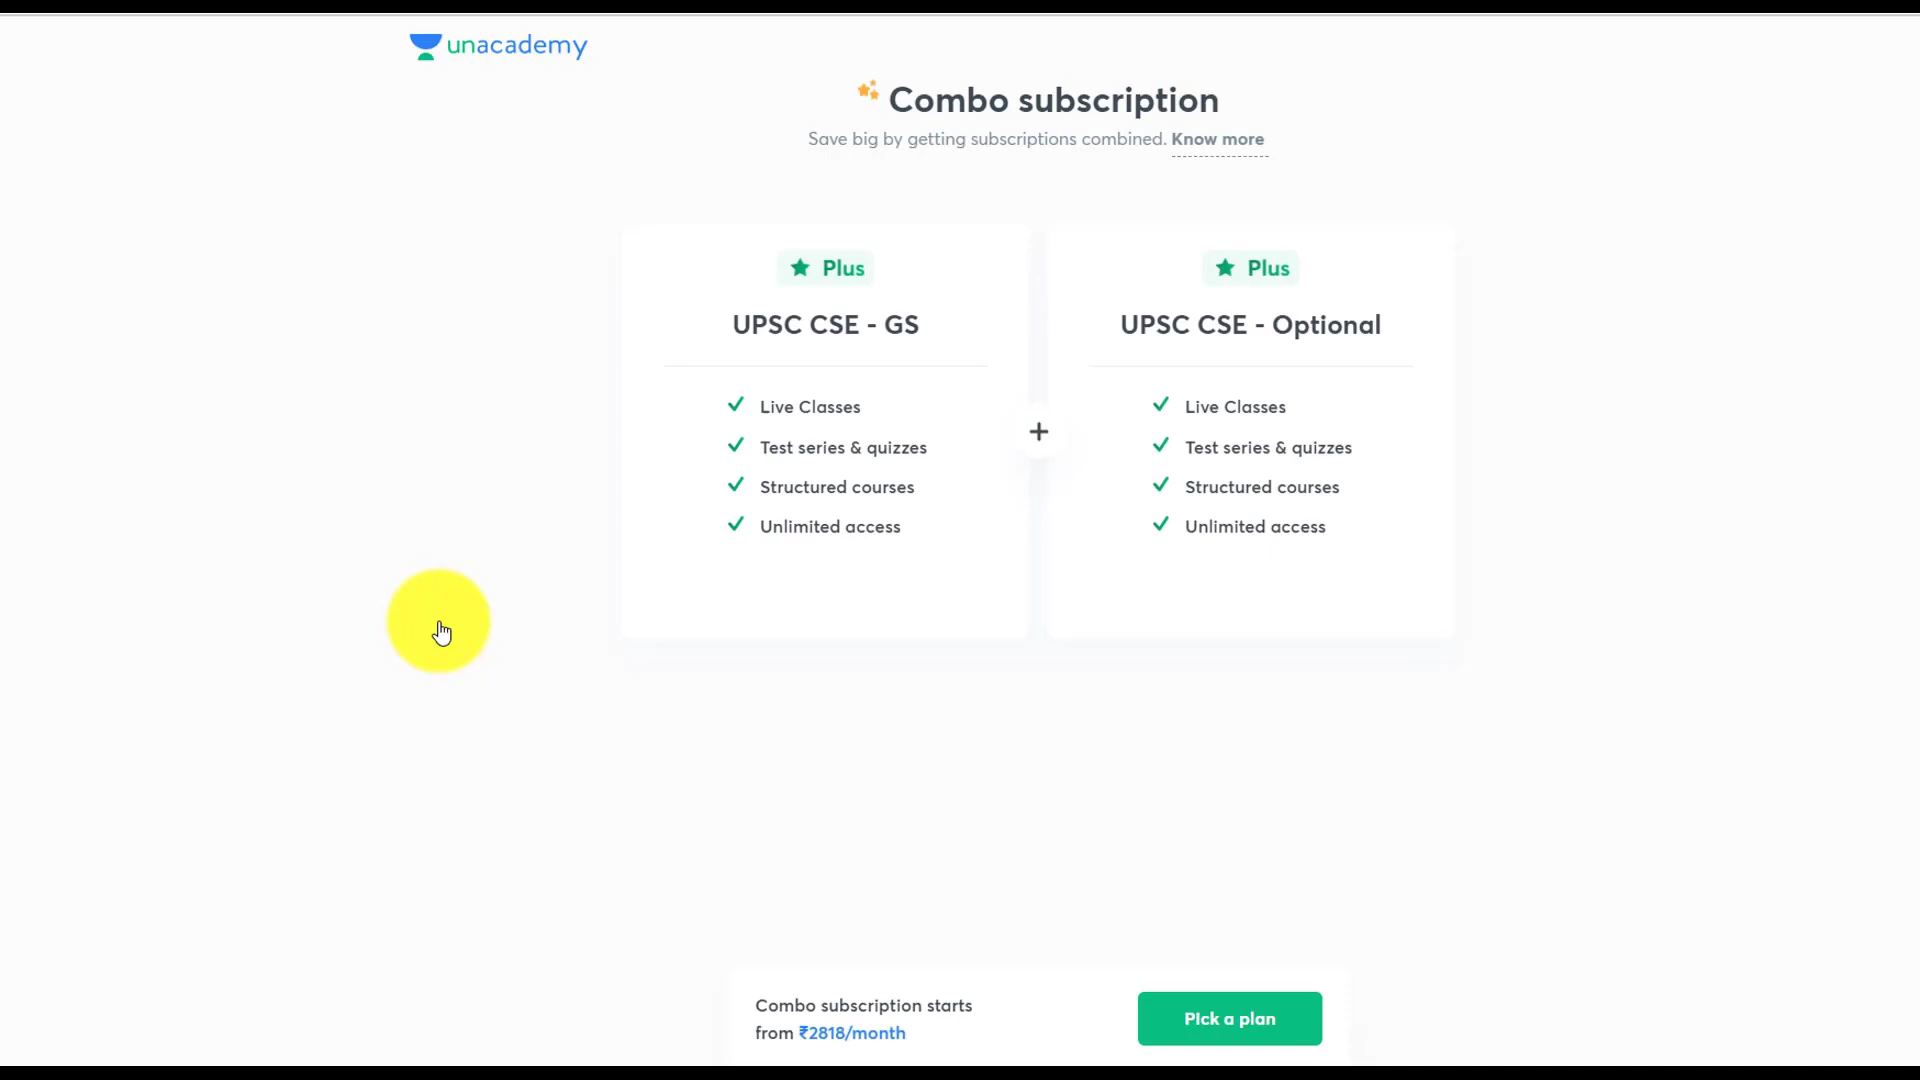 unacademy
Combo subscription
Save big by getting subscriptions combined. Know more
Plus
UPSC CSE - GS
Live Classes
Test series & quizzes
Structured courses
Unlimited access
+
Plus
UPSC CSE - Optional
Live Classes
Test series & quizzes
Structured courses
Unlimited access
Combo subscription starts
from ₹2818/month
Pick a plan